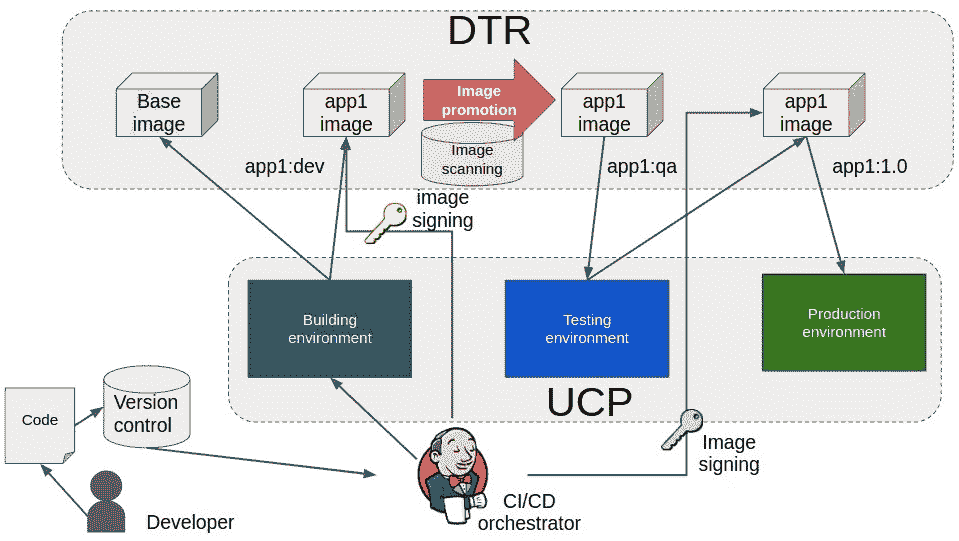 DTR
Base
image
app1
image
Image
promotion
app1
image
app1
image
Image
scanning
app1:dev
app1:qa
app1:1.0
image
signing
Building
environment
Testing
environment
Production
environment
UCP
Code
Version
control
Image
signing
CI/CD
orchestrator
Developer